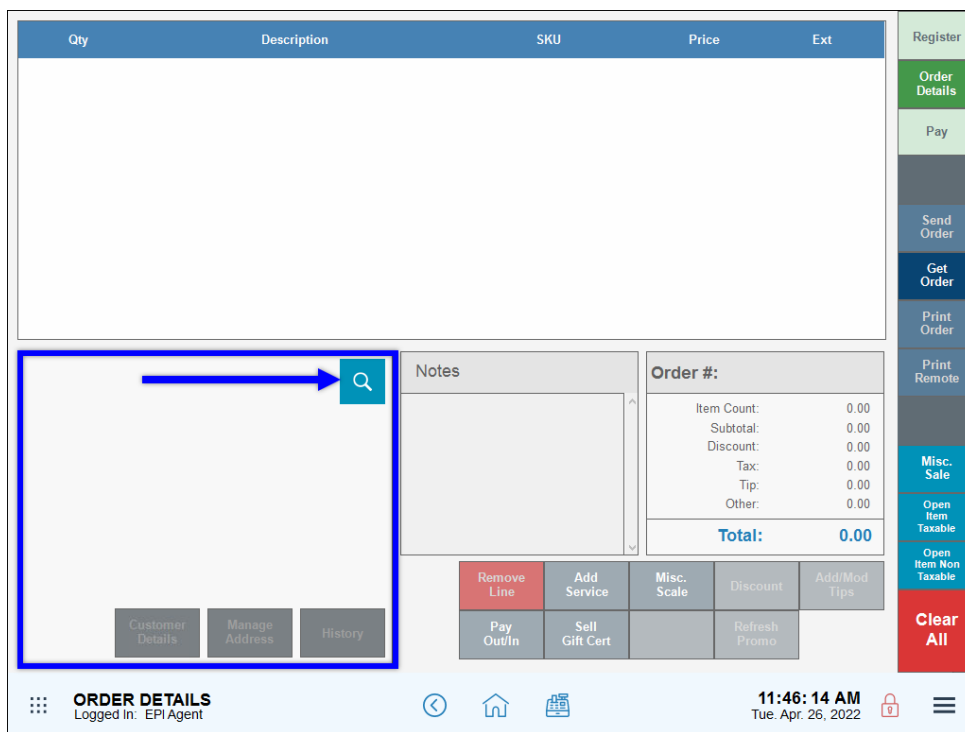 Qty Description SKU Price Ext
Register
Order
Details
Pay
Send
Order
Get
Order
Print
Order
Print
Remote
Misc.
Sale
Open
Item
Taxable
Open
Item Non
Taxable
Clear
All
Customer
Details
Manage
Address
History
Notes
Order #:
Item Count: 0.00
Subtotal: 0.00
Discount: 0.00
Tax: 0.00
Tip: 0.00
Other: 0.00
Total: 0.00
Remove
Line
Add
Service
Misc.
Scale
Discount
Add/Mod
Tips
Pay
Out/In
Sell
Gift Cert
Refresh
Promo
ORDER DETAILS
Logged In: EPI Agent
11:46:14 AM
Tue. Apr. 26, 2022